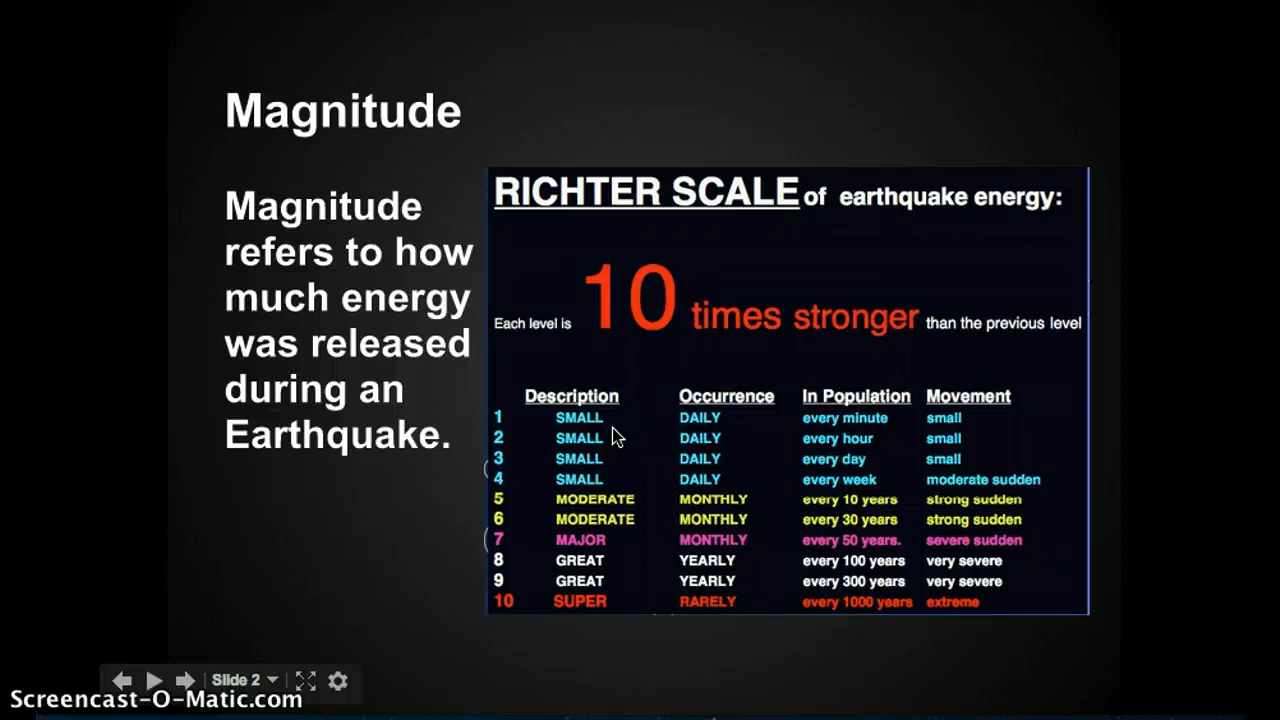 Magnitude
Magnitude
refers to how
much energy
was released
during an
Earthquake.
RICHTER SCALE of earthquake energy:
Each level is 10 times stronger than the previous level
Description Occurrence In Population Movement
1 SMALL DAILY every minute small
2 SMALL DAILY every hour small
3 SMALL DAILY every day small
4 SMALL DAILY every week moderate sudden
5 MODERATE MONTHLY every 10 years strong sudden
6 MODERATE MONTHLY every 30 years strong sudden
7 MAJOR MONTHLY every 50 years. severe sudden
8 GREAT YEARLY every 100 years very severe
9 GREAT YEARLY every 300 years very severe
10 SUPER RARELY every 1000 years extreme
Slide 2
Screencast-O-Matic.com